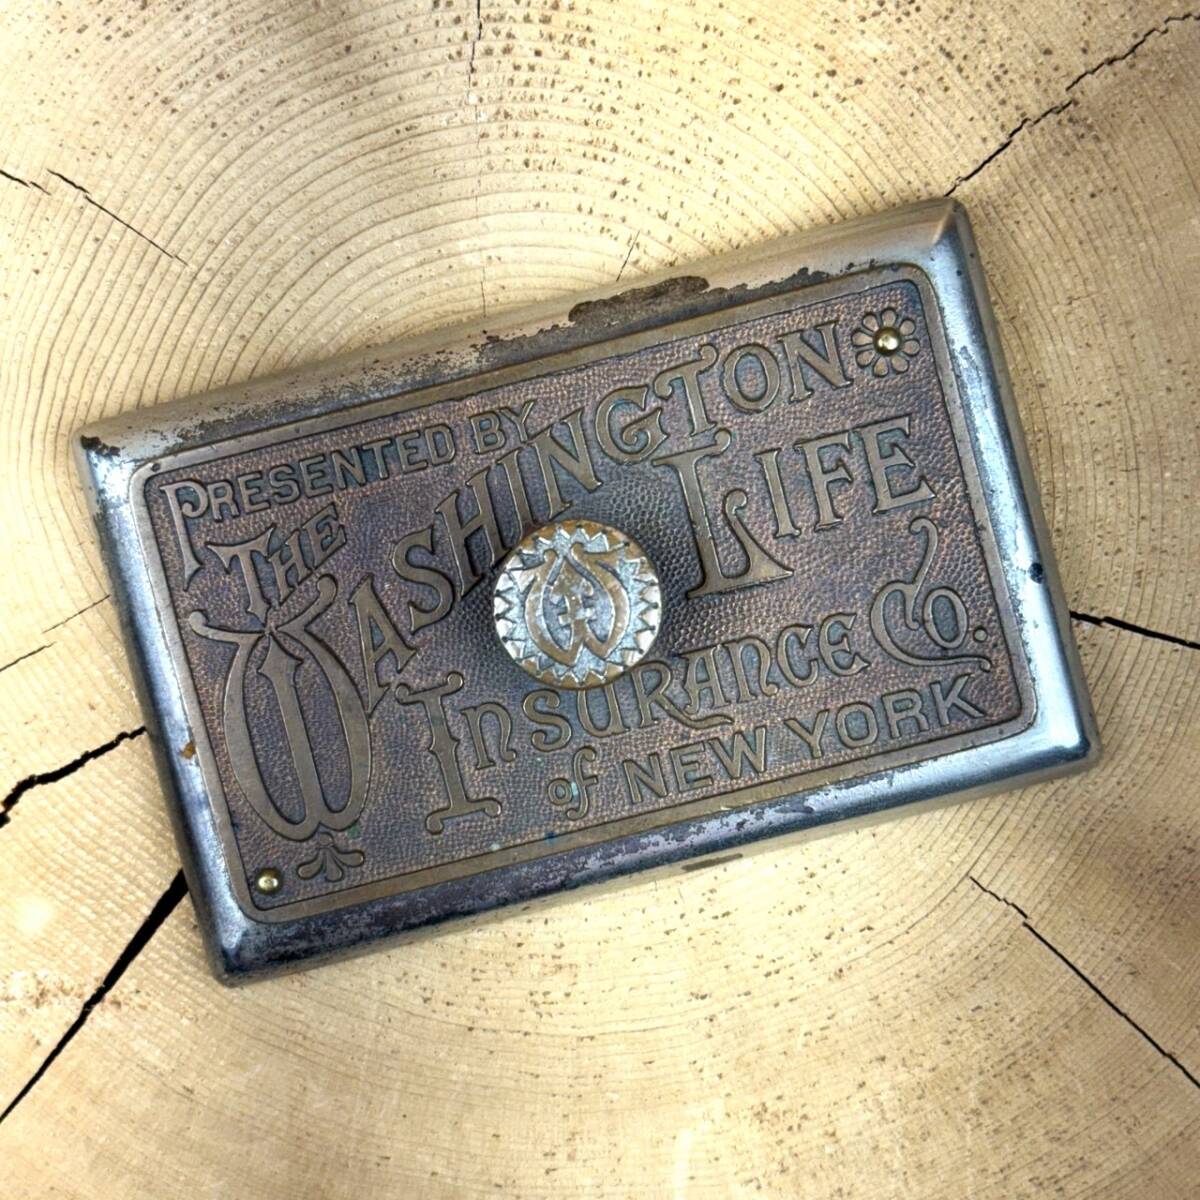 PRESENTED BY
THE
WASHINGTON
LIFE
INSURANCE Co.
of NEW YORK